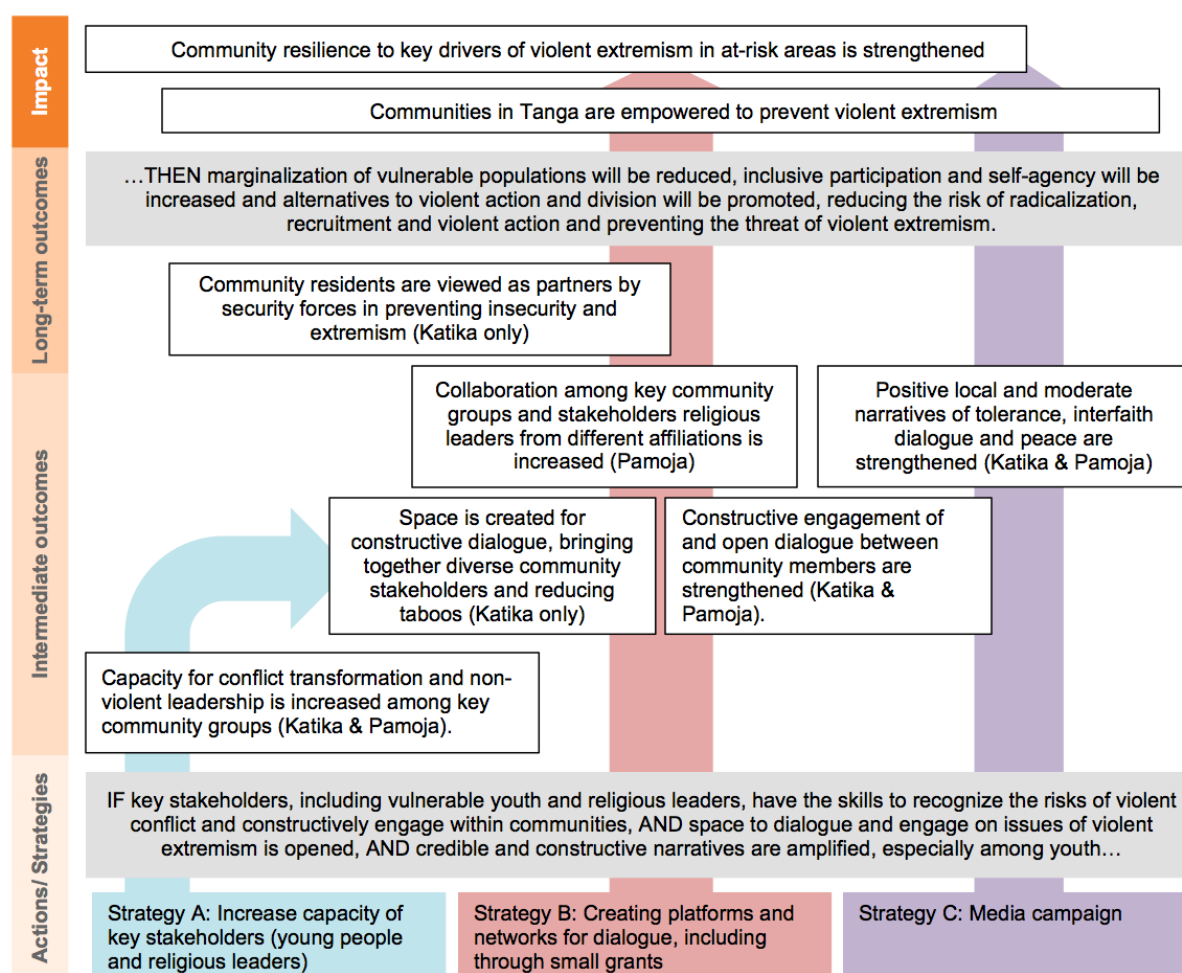 Impact
Community resilience to key drivers of violent extremism in at-risk areas is strengthened
Communities in Tanga are empowered to prevent violent extremism
Long-term outcomes
…THEN marginalization of vulnerable populations will be reduced, inclusive participation and self-agency will be
increased and alternatives to violent action and division will be promoted, reducing the risk of radicalization,
recruitment and violent action and preventing the threat of violent extremism.
Community residents are viewed as partners by
security forces in preventing insecurity and
extremism (Katika only)
Intermediate outcomes
Collaboration among key community
groups and stakeholders religious
leaders from different affiliations is
increased (Pamoja)
Positive local and moderate
narratives of tolerance, interfaith
dialogue and peace are
strengthened (Katika & Pamoja)
Space is created for
constructive dialogue, bringing
together diverse community
stakeholders and reducing
taboos (Katika only)
Constructive engagement of
and open dialogue between
community members are
strengthened (Katika &
Pamoja).
Capacity for conflict transformation and non-
violent leadership is increased among key
community groups (Katika & Pamoja).
Actions/ Strategies
IF key stakeholders, including vulnerable youth and religious leaders, have the skills to recognize the risks of violent
conflict and constructively engage within communities, AND space to dialogue and engage on issues of violent
extremism is opened, AND credible and constructive narratives are amplified, especially among youth…
Strategy A: Increase capacity of
key stakeholders (young people
and religious leaders)
Strategy B: Creating platforms and
networks for dialogue, including
through small grants
Strategy C: Media campaign